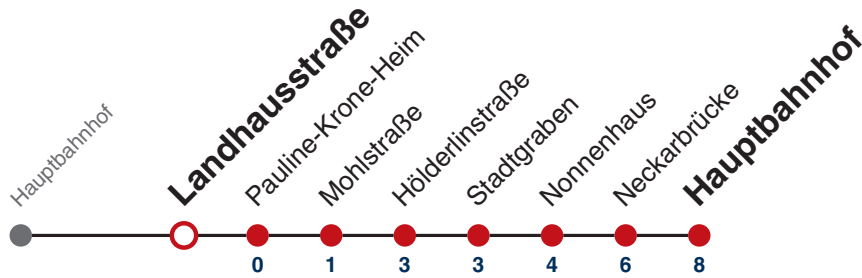 Hauptbahnhof
Landhausstraße
Pauline-Krone-Heim
Mohlstraße
Hölderlinstraße
Stadtgraben
Nonnenhaus
Neckarbrücke
Hauptbahnhof
0 1 3 3 4 6 8